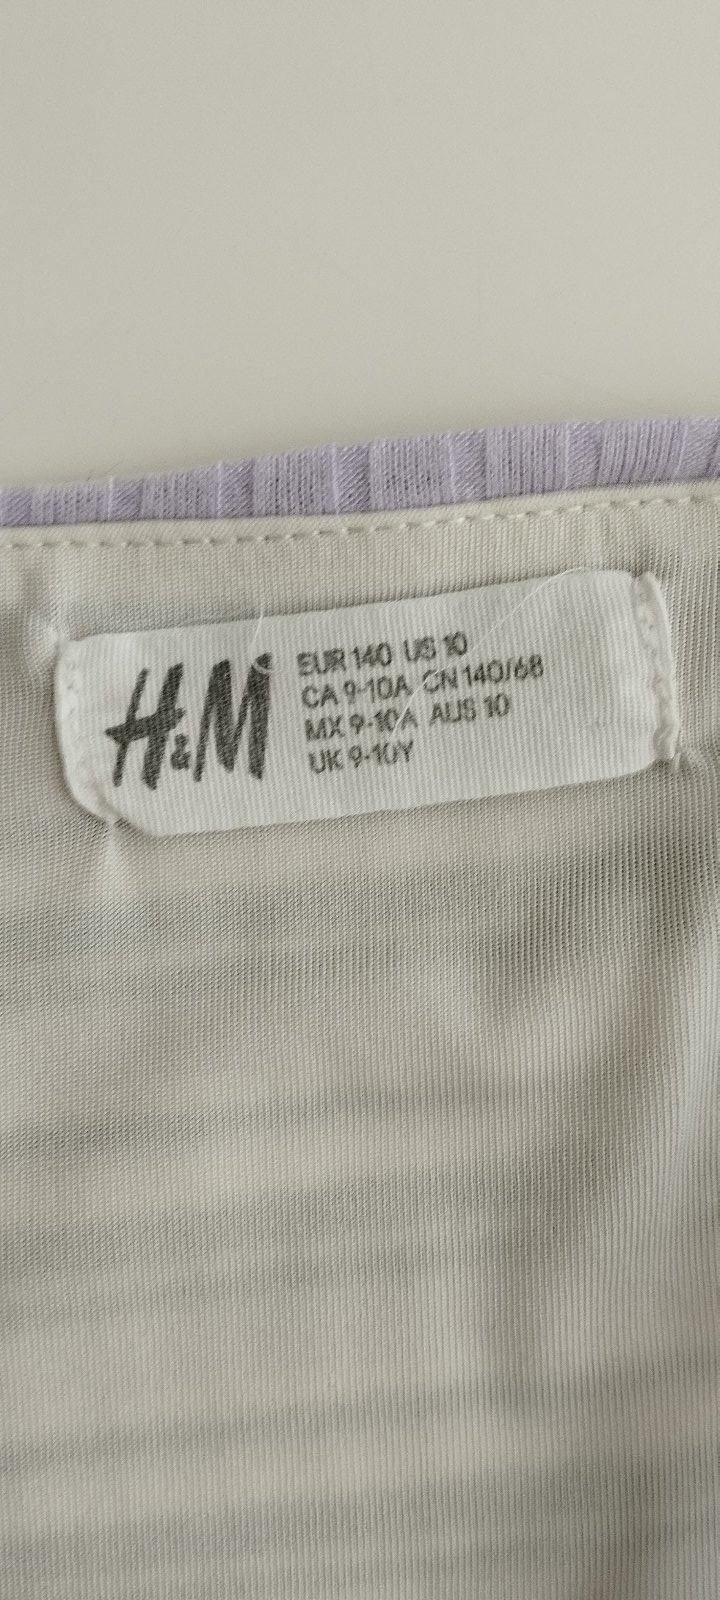 H&M
EUR 140 US 10
CA 9-10A CN 140/68
MX 9-10A AUS 10
UK 9-10Y